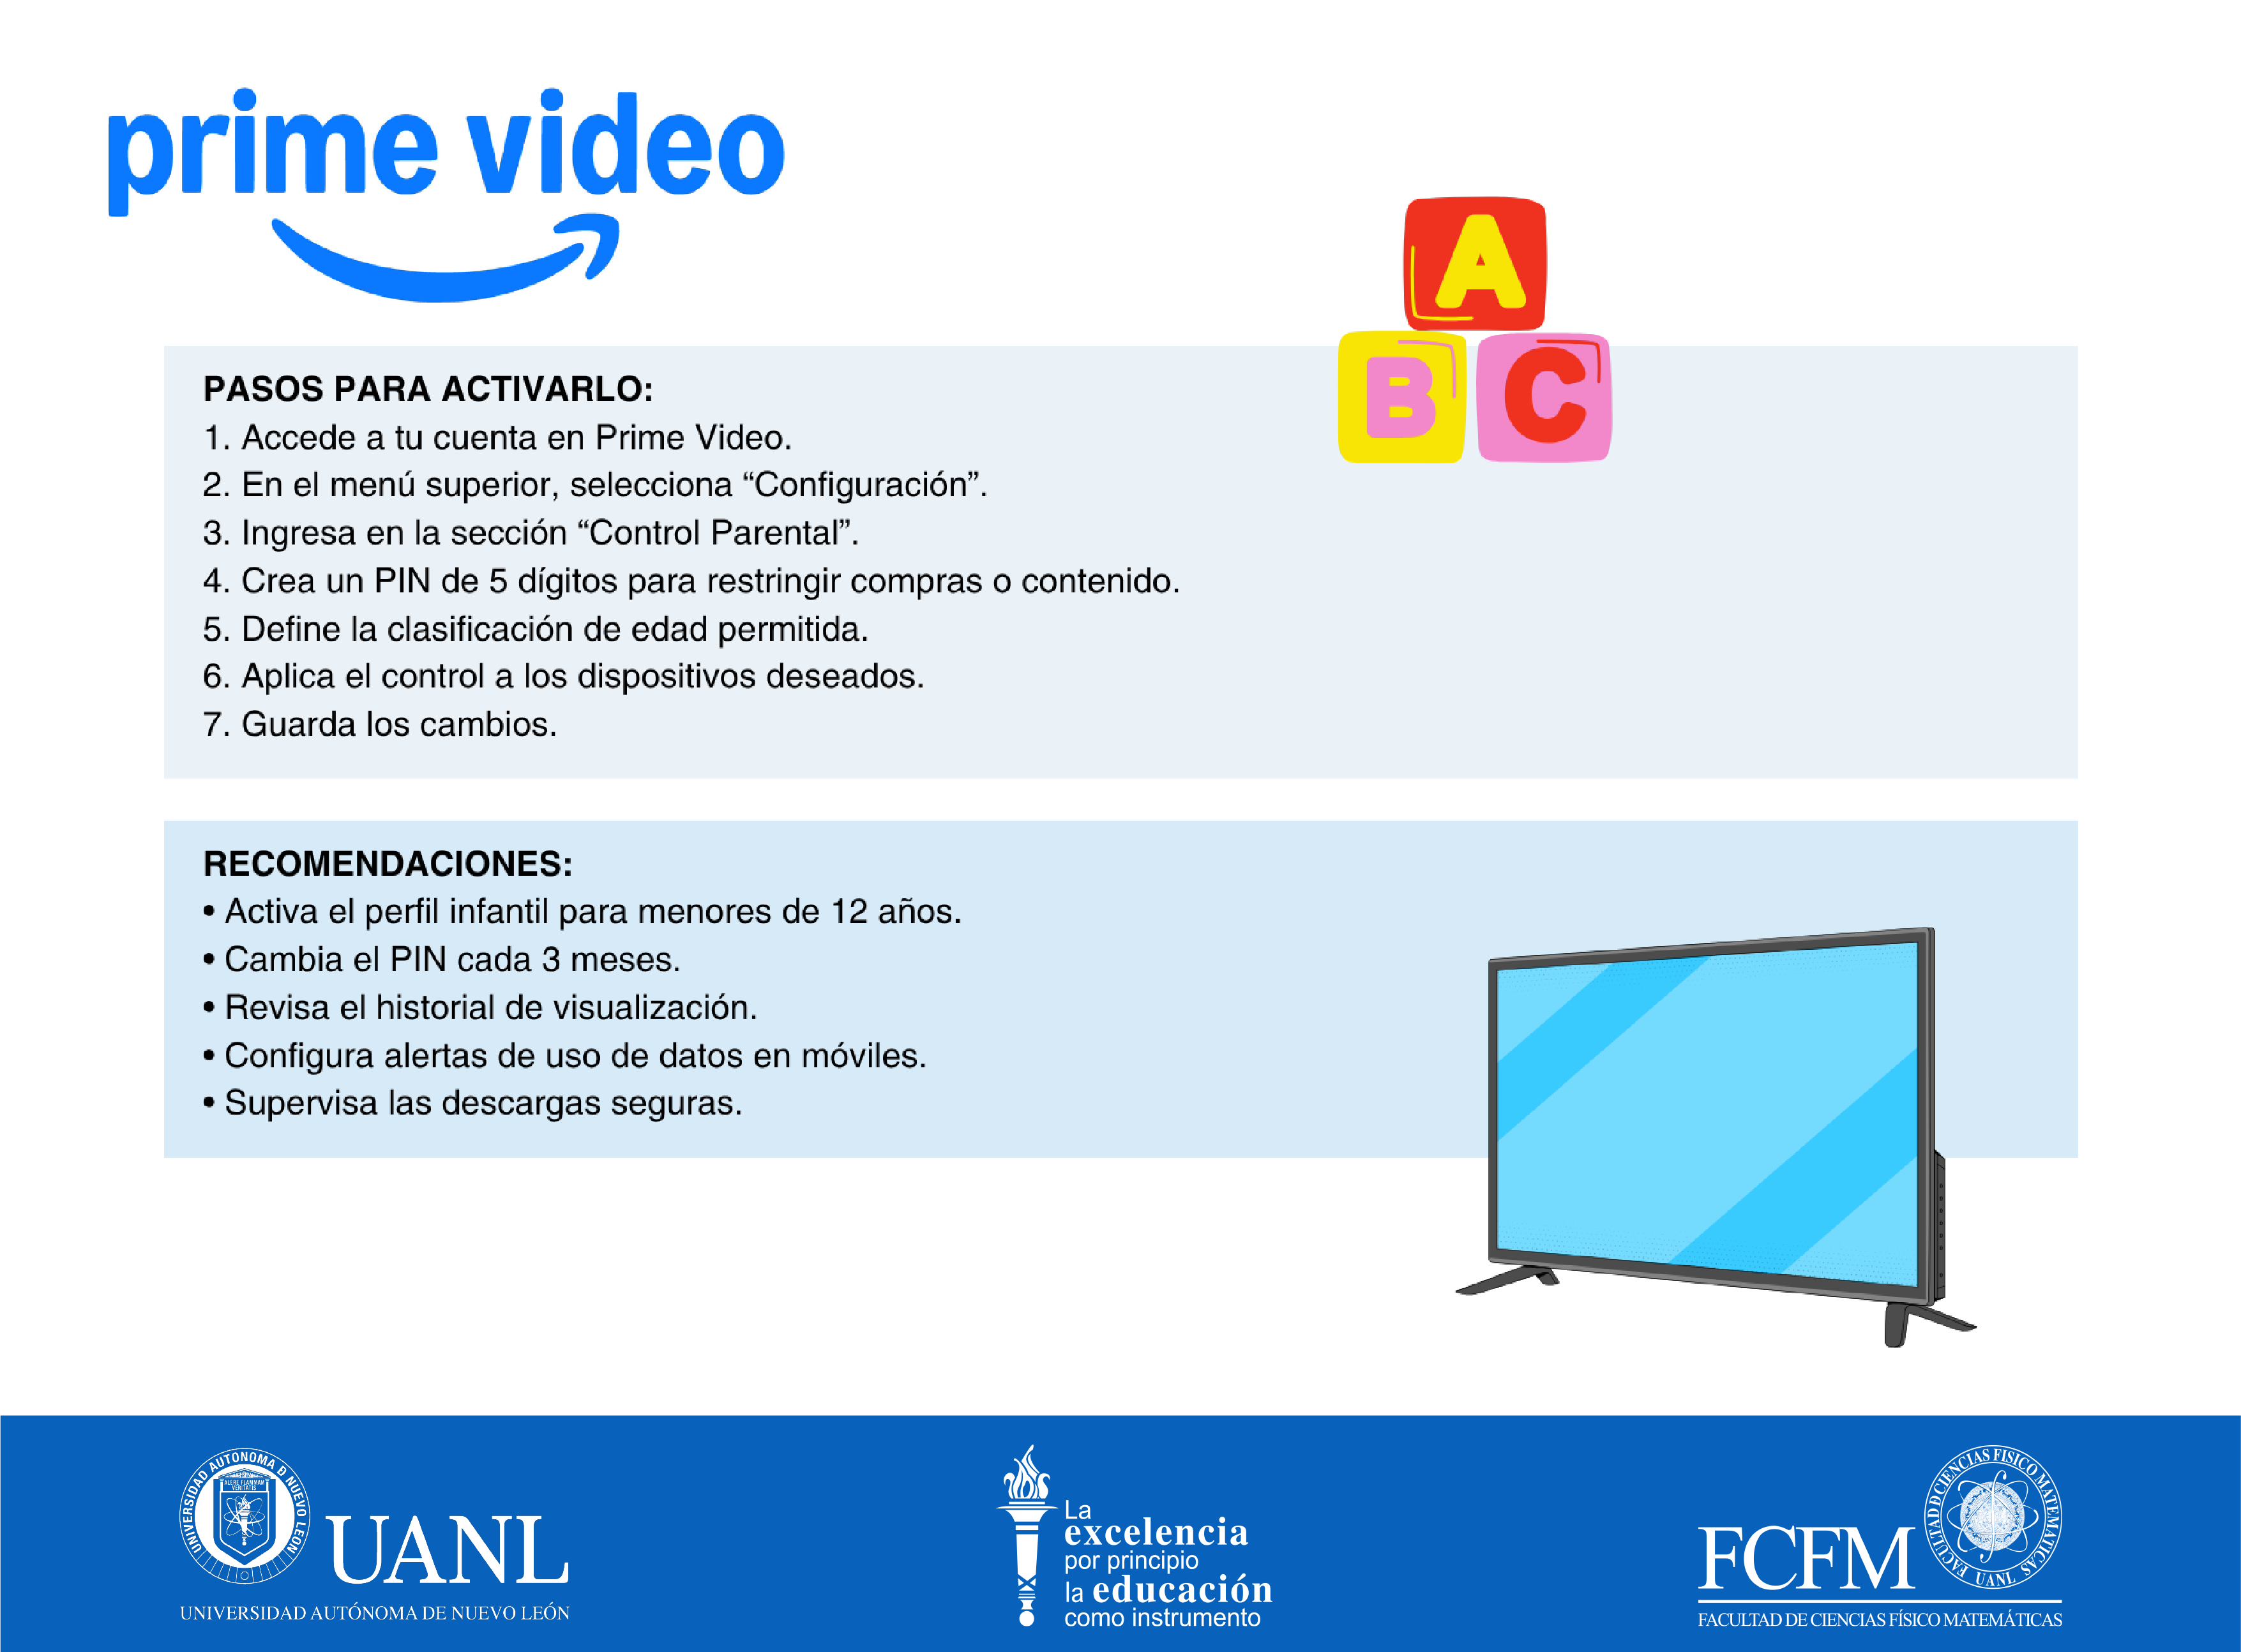 prime video
A
B C
PASOS PARA ACTIVARLO:
1. Accede a tu cuenta en Prime Video.
2. En el menú superior, selecciona “Configuración”.
3. Ingresa en la sección “Control Parental”.
4. Crea un PIN de 5 dígitos para restringir compras o contenido.
5. Define la clasificación de edad permitida.
6. Aplica el control a los dispositivos deseados.
7. Guarda los cambios.
RECOMENDACIONES:
• Activa el perfil infantil para menores de 12 años.
• Cambia el PIN cada 3 meses.
• Revisa el historial de visualización.
• Configura alertas de uso de datos en móviles.
• Supervisa las descargas seguras.
UNIVERSIDAD AUTONOMA D NUEVO LEON
ALERE FLAMMAM
VERITATIS
UANL
UNIVERSIDAD AUTÓNOMA DE NUEVO LEÓN
La
excelencia
por principio
la educación
como instrumento
FCFM
FACULTAD D CIENCIAS FISICO MATEMATICAS
UANL
FACULTAD DE CIENCIAS FÍSICO MATEMÁTICAS